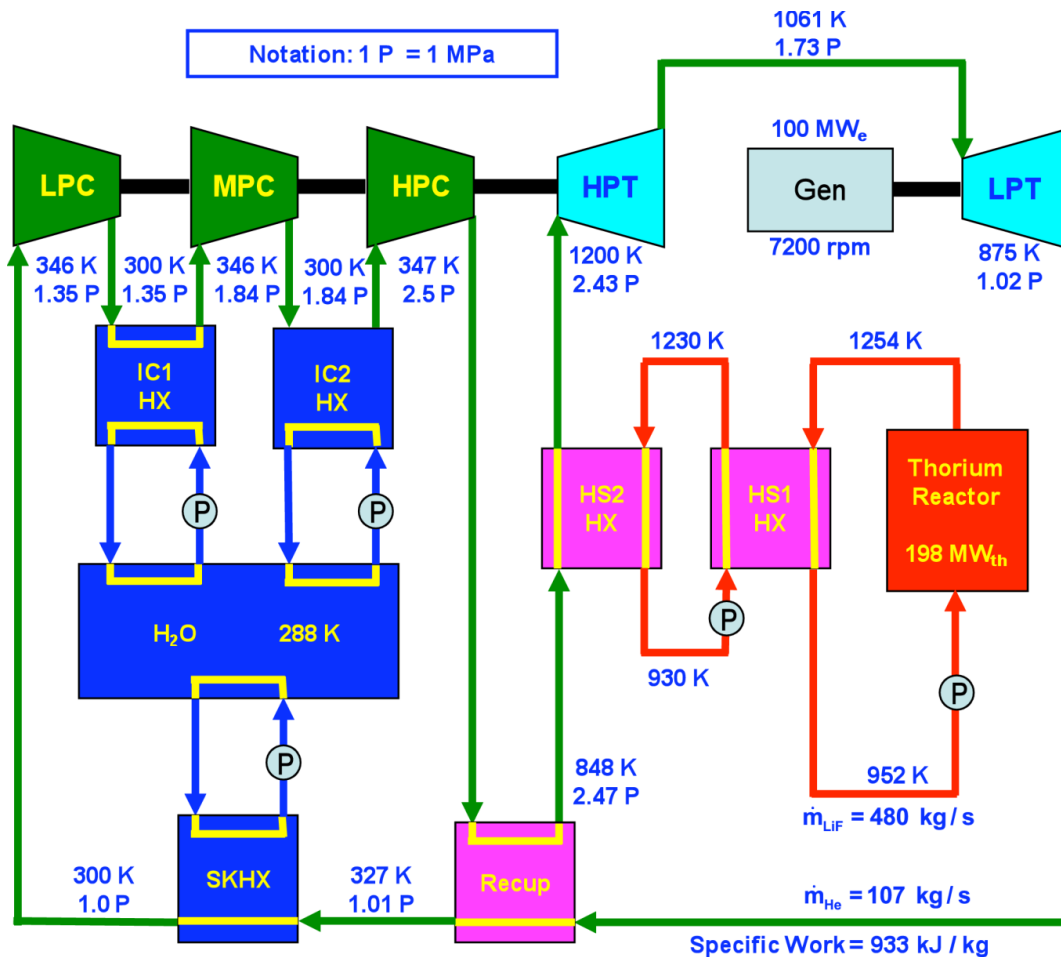 1061 K
1.73 P
Notation: 1 P = 1 MPa
100 MWₑ
LPC
MPC
HPC
HPT
Gen
LPT
7200 rpm
346 K
1.35 P
300 K
1.35 P
346 K
1.84 P
300 K
1.84 P
347 K
2.5 P
1200 K
2.43 P
875 K
1.02 P
IC1
HX
IC2
HX
1230 K
1254 K
HS2
HX
HS1
HX
Thorium
Reactor
198 MWth
P
P
H₂O
288 K
P
930 K
P
P
952 K
848 K
2.47 P
ṁLiF = 480 kg / s
SKHX
Recup
300 K
1.0 P
327 K
1.01 P
ṁHe = 107 kg / s
Specific Work = 933 kJ / kg